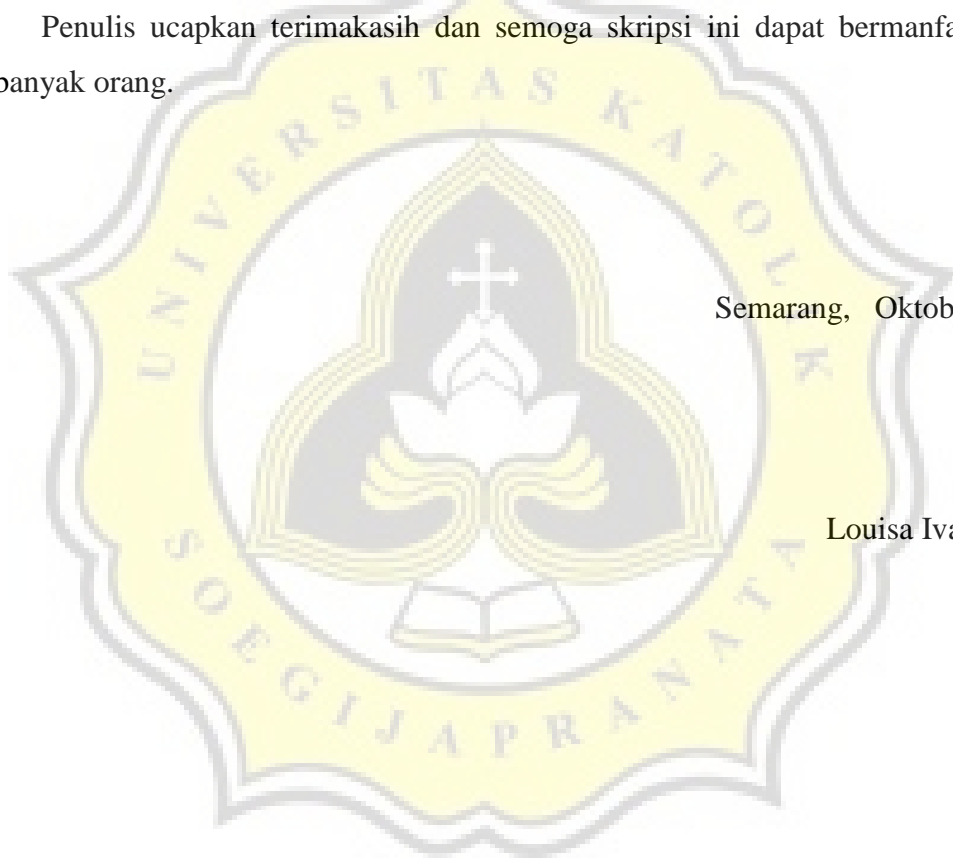 Penulis ucapkan terimakasih dan semoga skripsi ini dapat bermanfa
banyak orang.
UNIVERSITAS KATOLIK
Semarang, Oktob
Louisa Iva
SOEGIJAPRANATA